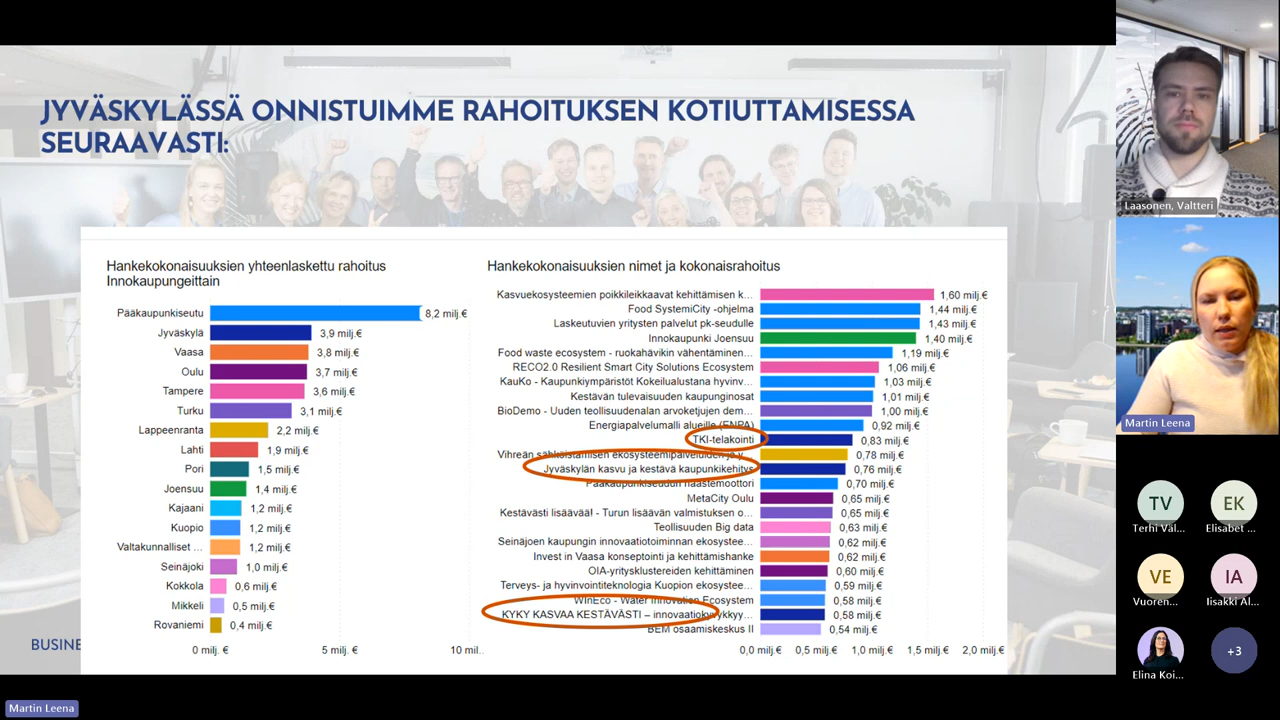 JYVÄSKYLÄSSÄ ONNISTUIMME RAHOITUKSEN KOTIUTTAMISESSA
SEURAAVASTI:
Hankekokonaisuuksien yhteenlaskettu rahoitus
Innokaupungeittain
Pääkaupunkiseutu 8,2 milj.€
Jyväskylä 3,9 milj.€
Vaasa 3,8 milj.€
Oulu 3,7 milj.€
Tampere 3,6 milj.€
Turku 3,1 milj.€
Lappeenranta 2,2 milj.€
Lahti 1,9 milj.€
Pori 1,5 milj.€
Joensuu 1,4 milj.€
Kajaani 1,2 milj.€
Kuopio 1,2 milj.€
Valtakunnalliset ... 1,2 milj.€
Seinäjoki 1,0 milj.€
Kokkola 0,6 milj.€
Mikkeli 0,5 milj.€
Rovaniemi 0,4 milj.€
0 milj.€ 5 milj.€ 10 mil...
Hankekokonaisuuksien nimet ja kokonaisrahoitus
Kasvuekosysteemien poikkileikkaavat kehittämisen k... 1,60 milj.€
Food SystemiCity -ohjelma 1,44 milj.€
Laskeutuvien yritysten palvelut pk-seudulle 1,43 milj.€
Innokaupunki Joensuu 1,40 milj.€
Food waste ecosystem - ruokahävikin vähentäminen... 1,19 milj.€
RECO2.0 Resilient Smart City Solutions Ecosystem 1,06 milj.€
KauKo - Kaupunkiympäristöt Kokeilualustana hyvinv... 1,03 milj.€
Kestävän tulevaisuuden kaupunginosat 1,01 milj.€
BioDemo - Uuden teollisuudenalan arvoketjujen dem... 1,00 milj.€
Energiapalvelumalli alueille (ENPA) 0,92 milj.€
TKI-telakointi 0,83 milj.€
Vihreän sähköistämisen ekosysteemipalveluiden ja y... 0,78 milj.€
Jyväskylän kasvu ja kestävä kaupunkikehitys 0,76 milj.€
Pääkaupunkiseudun haastemoottori 0,70 milj.€
MetaCity Oulu 0,65 milj.€
Kestävästi lisäävää! - Turun lisäävän valmistuksen o... 0,65 milj.€
Teollisuuden Big data 0,63 milj.€
Seinäjoen kaupungin innovaatiotoiminnan ekosystee... 0,62 milj.€
Invest in Vaasa konseptointi ja kehittämishanke 0,62 milj.€
OIA-yritysklustereiden kehittäminen 0,60 milj.€
Terveys- ja hyvinvointiteknologia Kuopion ekosystee... 0,59 milj.€
WinEco - Water Innovation Ecosystem 0,58 milj.€
KYKY KASVAA KESTÄVÄSTI – innovaatiokyvykkyy... 0,58 milj.€
BEM osaamiskeskus II 0,54 milj.€
0,0 milj.€ 0,5 milj.€ 1,0 milj.€ 1,5 milj.€ 2,0 milj.€
BUSINE
Martin Leena
Laasonen, Valtteri
Martin Leena
TV EK
Terhi Väl... Elisabet ...
VE IA
Vuoren... Iisakki Al...
+3
Elina Koi...